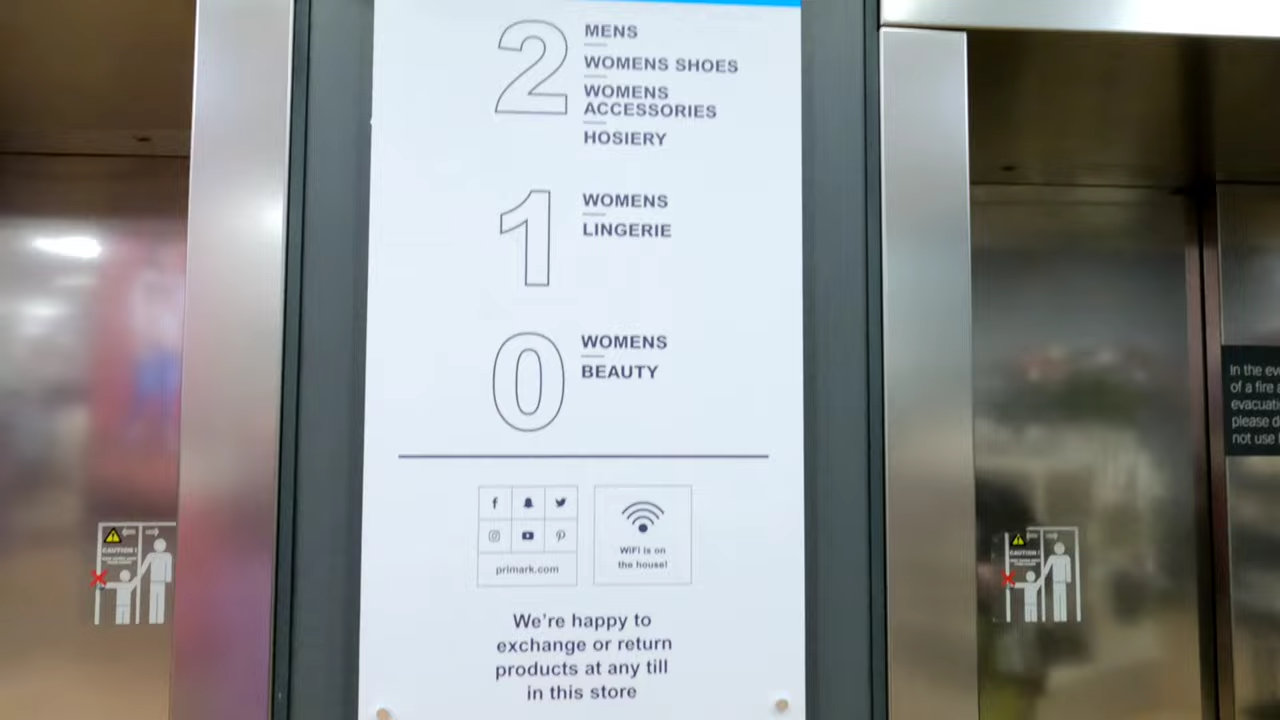 2
MENS
WOMENS SHOES
WOMENS
ACCESSORIES
HOSIERY
1
WOMENS
LINGERIE
0
WOMENS
BEAUTY
primark.com
WiFi is on
the house!
We're happy to
exchange or return
products at any till
in this store
CAUTION !
CAUTION !
In the
of a fire
please
not use